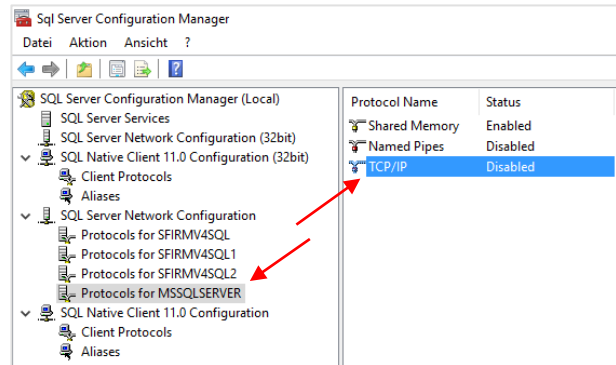 Sql Server Configuration Manager
Datei Aktion Ansicht ?
SQL Server Configuration Manager (Local)
SQL Server Services
SQL Server Network Configuration (32bit)
SQL Native Client 11.0 Configuration (32bit)
Client Protocols
Aliases
SQL Server Network Configuration
Protocols for SFIRMV4SQL
Protocols for SFIRMV4SQL1
Protocols for SFIRMV4SQL2
Protocols for MSSQLSERVER
SQL Native Client 11.0 Configuration
Client Protocols
Aliases
Protocol Name Status
Shared Memory Enabled
Named Pipes Disabled
TCP/IP Disabled